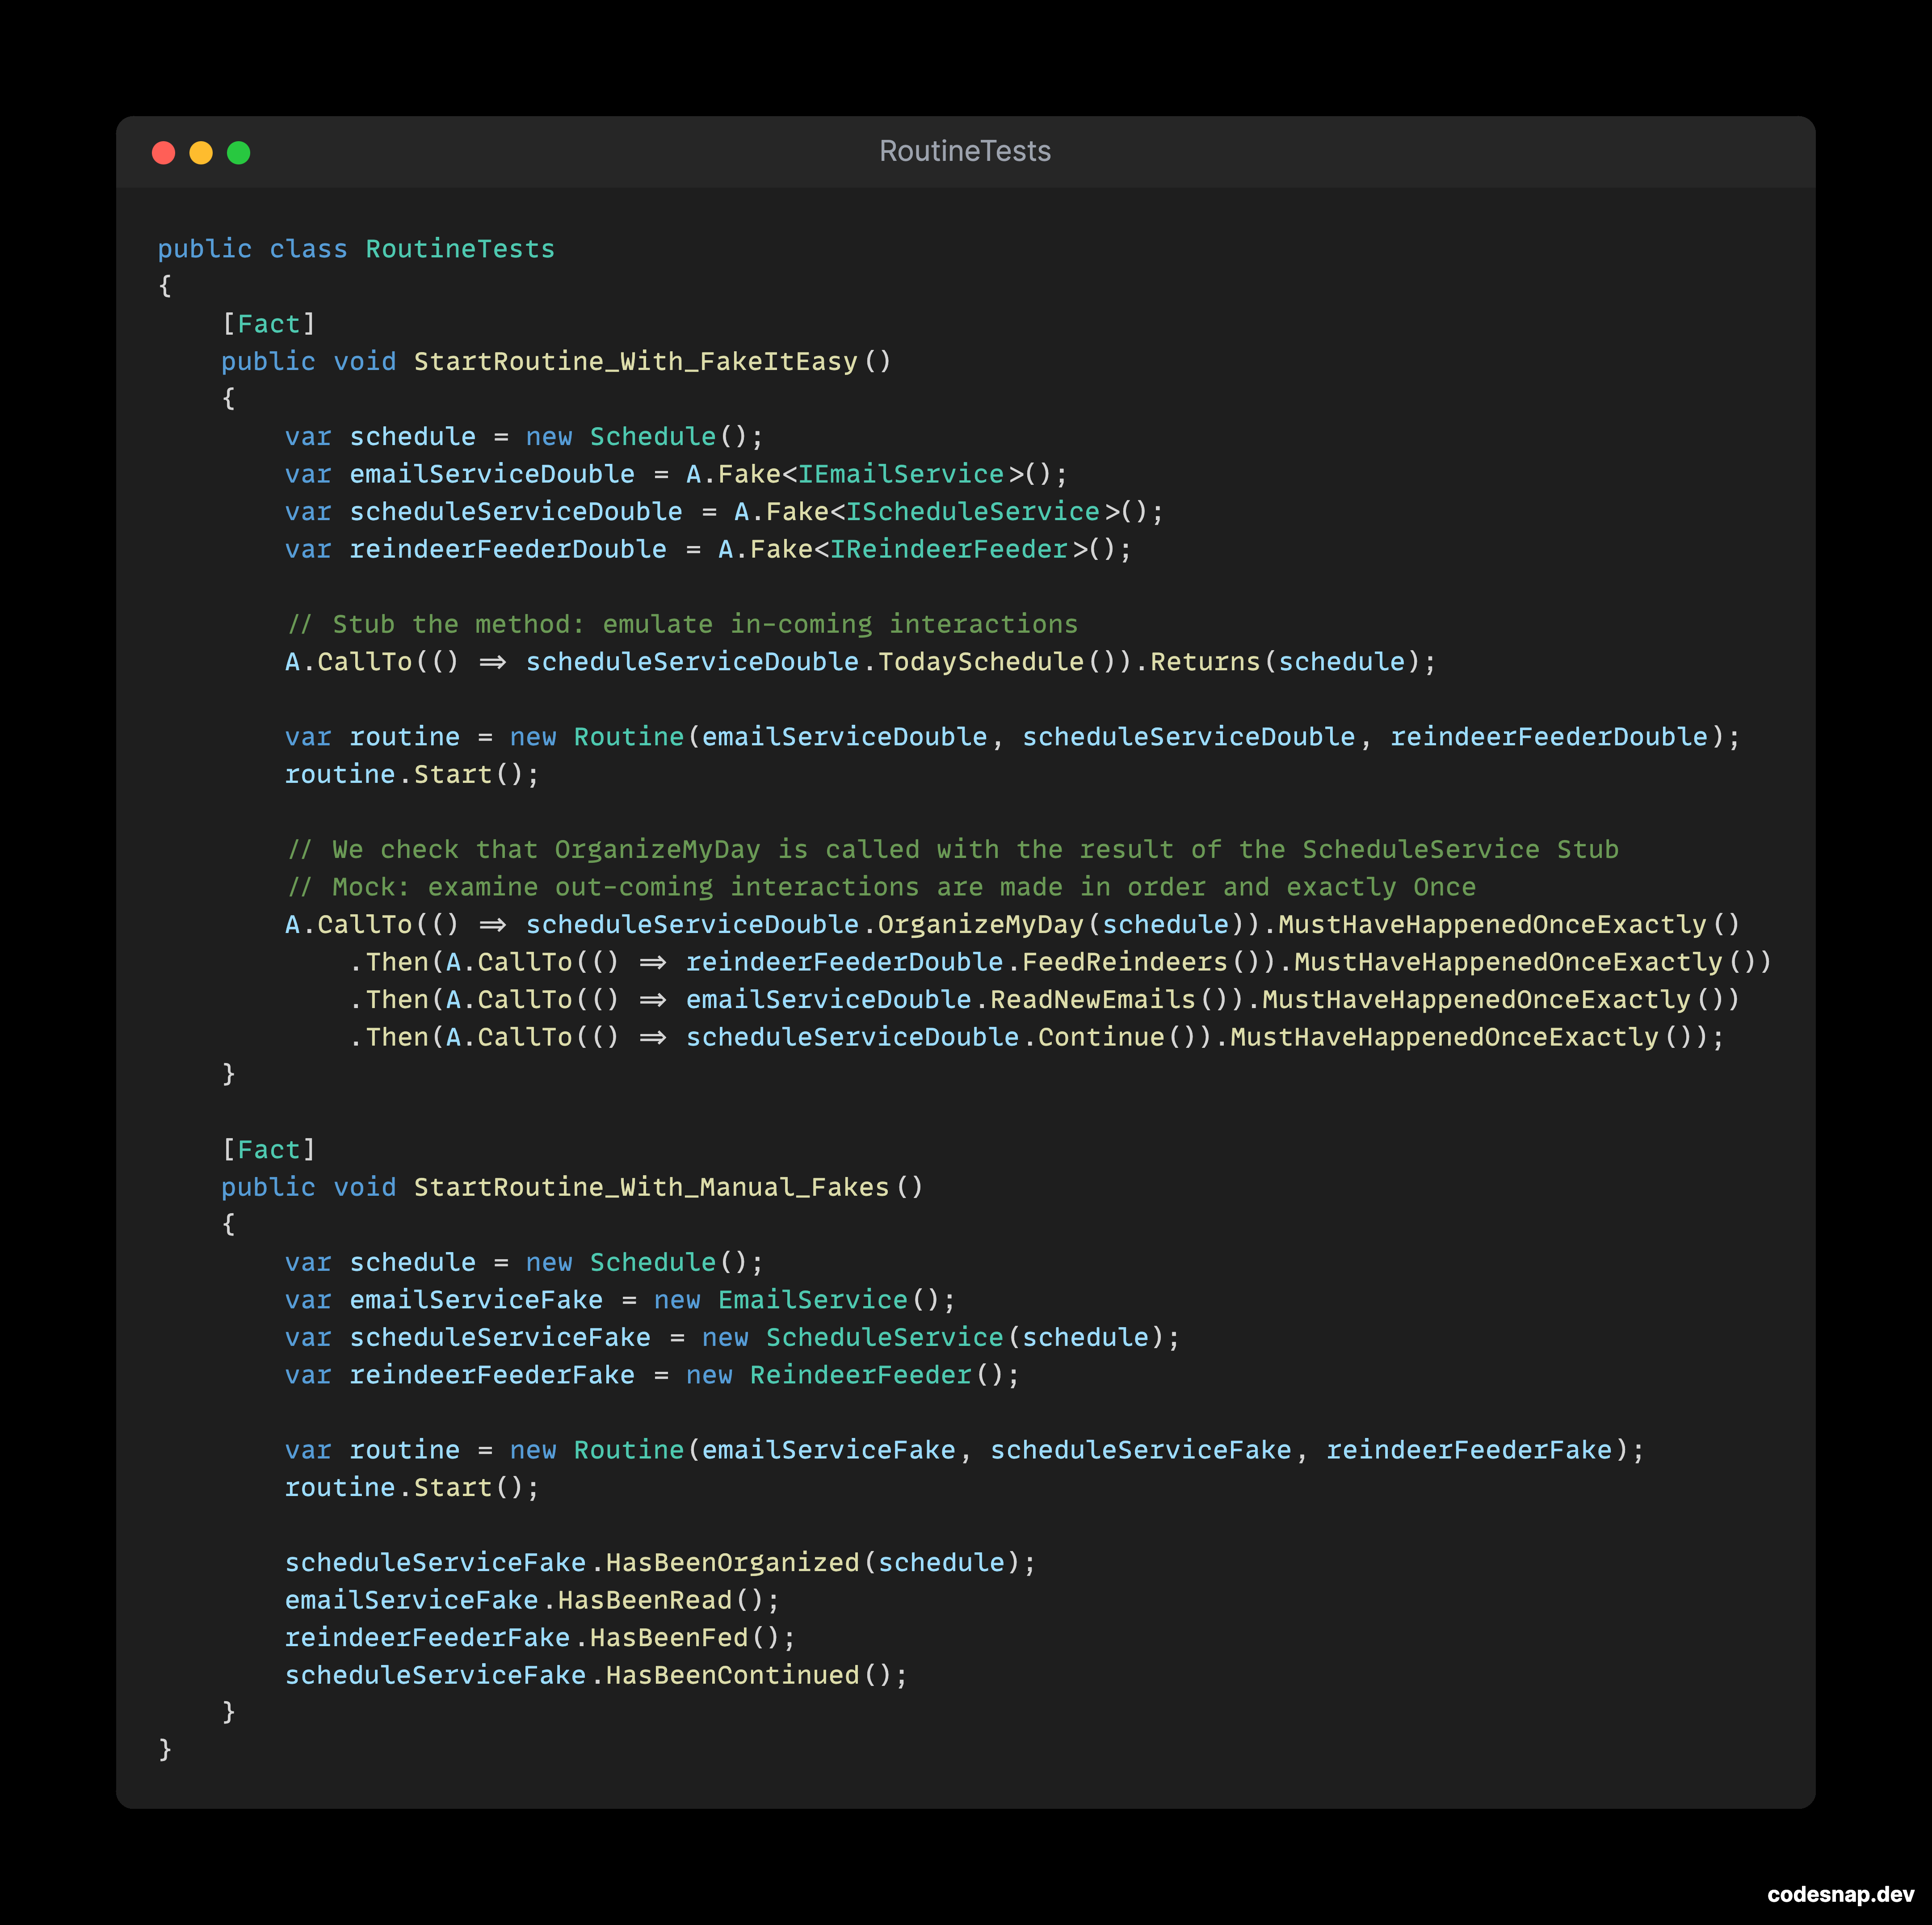 RoutineTests
public class RoutineTests
{
    [Fact]
    public void StartRoutine_With_FakeItEasy()
    {
        var schedule = new Schedule();
        var emailServiceDouble = A.Fake<IEmailService>();
        var scheduleServiceDouble = A.Fake<IScheduleService>();
        var reindeerFeederDouble = A.Fake<IReindeerFeeder>();

        // Stub the method: emulate in-coming interactions
        A.CallTo(() => scheduleServiceDouble.TodaySchedule()).Returns(schedule);

        var routine = new Routine(emailServiceDouble, scheduleServiceDouble, reindeerFeederDouble);
        routine.Start();

        // We check that OrganizeMyDay is called with the result of the ScheduleService Stub
        // Mock: examine out-coming interactions are made in order and exactly Once
        A.CallTo(() => scheduleServiceDouble.OrganizeMyDay(schedule)).MustHaveHappenedOnceExactly()
            .Then(A.CallTo(() => reindeerFeederDouble.FeedReindeers()).MustHaveHappenedOnceExactly())
            .Then(A.CallTo(() => emailServiceDouble.ReadNewEmails()).MustHaveHappenedOnceExactly())
            .Then(A.CallTo(() => scheduleServiceDouble.Continue()).MustHaveHappenedOnceExactly());
    }

    [Fact]
    public void StartRoutine_With_Manual_Fakes()
    {
        var schedule = new Schedule();
        var emailServiceFake = new EmailService();
        var scheduleServiceFake = new ScheduleService(schedule);
        var reindeerFeederFake = new ReindeerFeeder();

        var routine = new Routine(emailServiceFake, scheduleServiceFake, reindeerFeederFake);
        routine.Start();

        scheduleServiceFake.HasBeenOrganized(schedule);
        emailServiceFake.HasBeenRead();
        reindeerFeederFake.HasBeenFed();
        scheduleServiceFake.HasBeenContinued();
    }
}
codesnap.dev